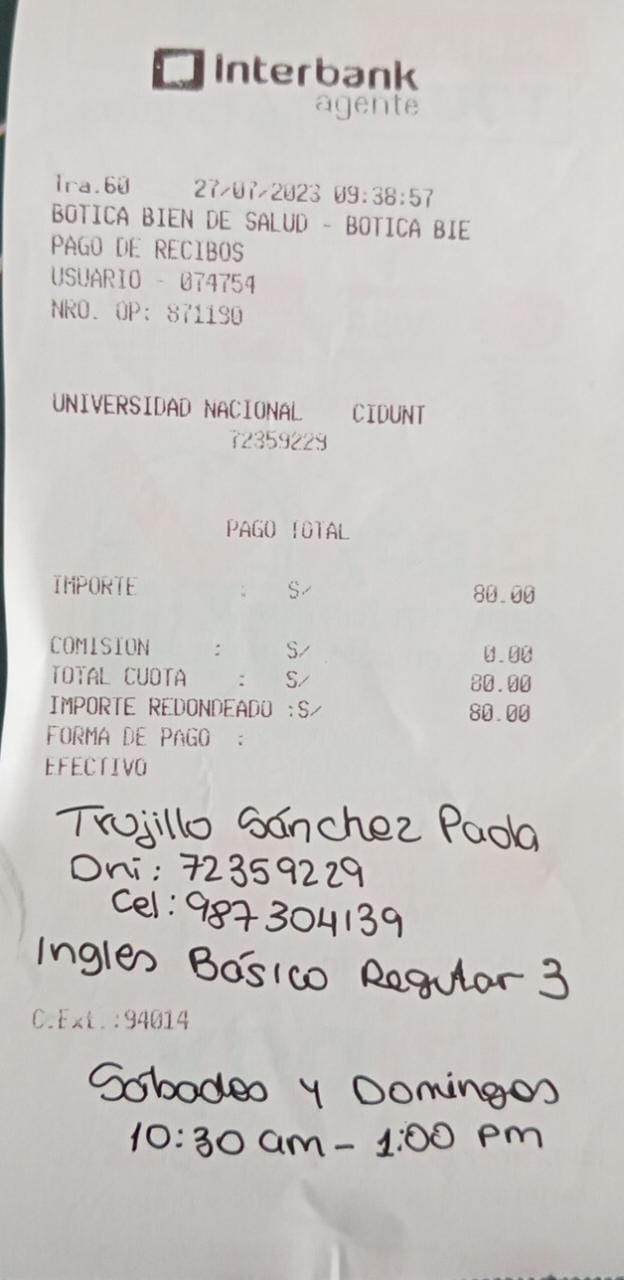 Interbank
agente
Tra.60 27/07/2023 09:38:57
BOTICA BIEN DE SALUD - BOTICA BIE
PAGO DE RECIBOS
USUARIO - 074754
NRO. OP: 871190
UNIVERSIDAD NACIONAL CIDUNT
72359229
PAGO TOTAL
IMPORTE : S/ 80.00
COMISION : S/ 0.00
TOTAL CUOTA : S/ 80.00
IMPORTE REDONDEADO :S/ 80.00
FORMA DE PAGO :
EFECTIVO
Trujillo Sánchez Paola
Dni: 72359229
Cel: 987304139
Ingles Básico Regular 3
C.Ext.:94014
Sábados y Domingos
10:30 am - 1:00 pm